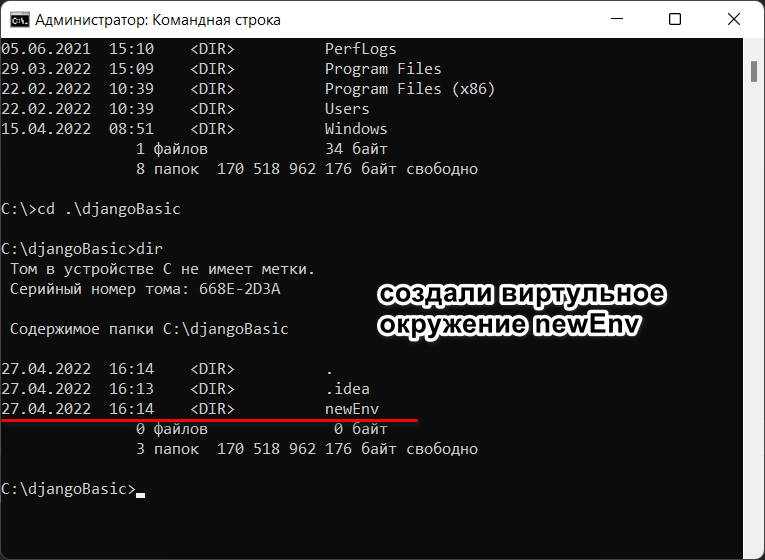 Администратор: Командная строка
05.06.2021 15:10 <DIR> PerfLogs
29.03.2022 15:09 <DIR> Program Files
22.02.2022 10:39 <DIR> Program Files (x86)
22.02.2022 10:39 <DIR> Users
15.04.2022 08:51 <DIR> Windows
1 файлов 34 байт
8 папок 170 518 962 176 байт свободно
C:\>cd .\djangoBasic
C:\djangoBasic>dir
Том в устройстве C не имеет метки.
Серийный номер тома: 668E-2D3A
создали виртульное
окружение newEnv
Содержимое папки C:\djangoBasic
27.04.2022 16:14 <DIR> .
27.04.2022 16:13 <DIR> .idea
27.04.2022 16:14 <DIR> newEnv
0 файлов 0 байт
3 папок 170 518 962 176 байт свободно
C:\djangoBasic>